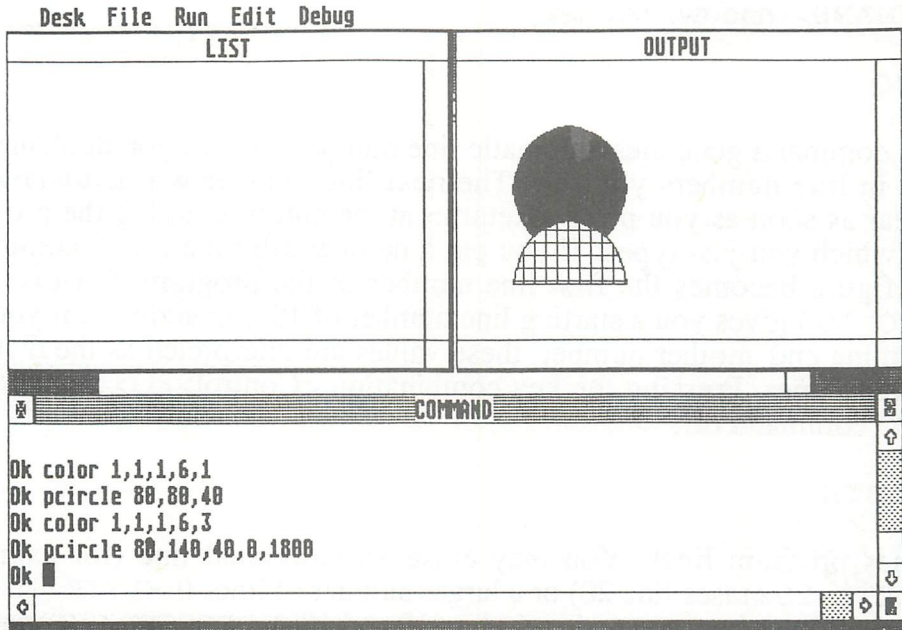 Desk File Run Edit Debug
LIST
OUTPUT
COMMAND
Ok color 1,1,1,6,1
Ok pcircle 80,80,40
Ok color 1,1,1,6,3
Ok pcircle 80,140,40,0,1800
Ok